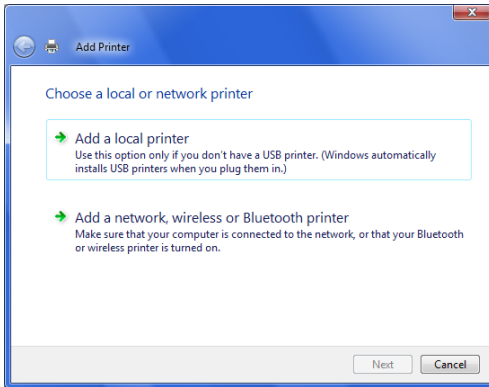 Add Printer
Choose a local or network printer
Add a local printer
Use this option only if you don't have a USB printer. (Windows automatically
installs USB printers when you plug them in.)
Add a network, wireless or Bluetooth printer
Make sure that your computer is connected to the network, or that your Bluetooth
or wireless printer is turned on.
Next Cancel